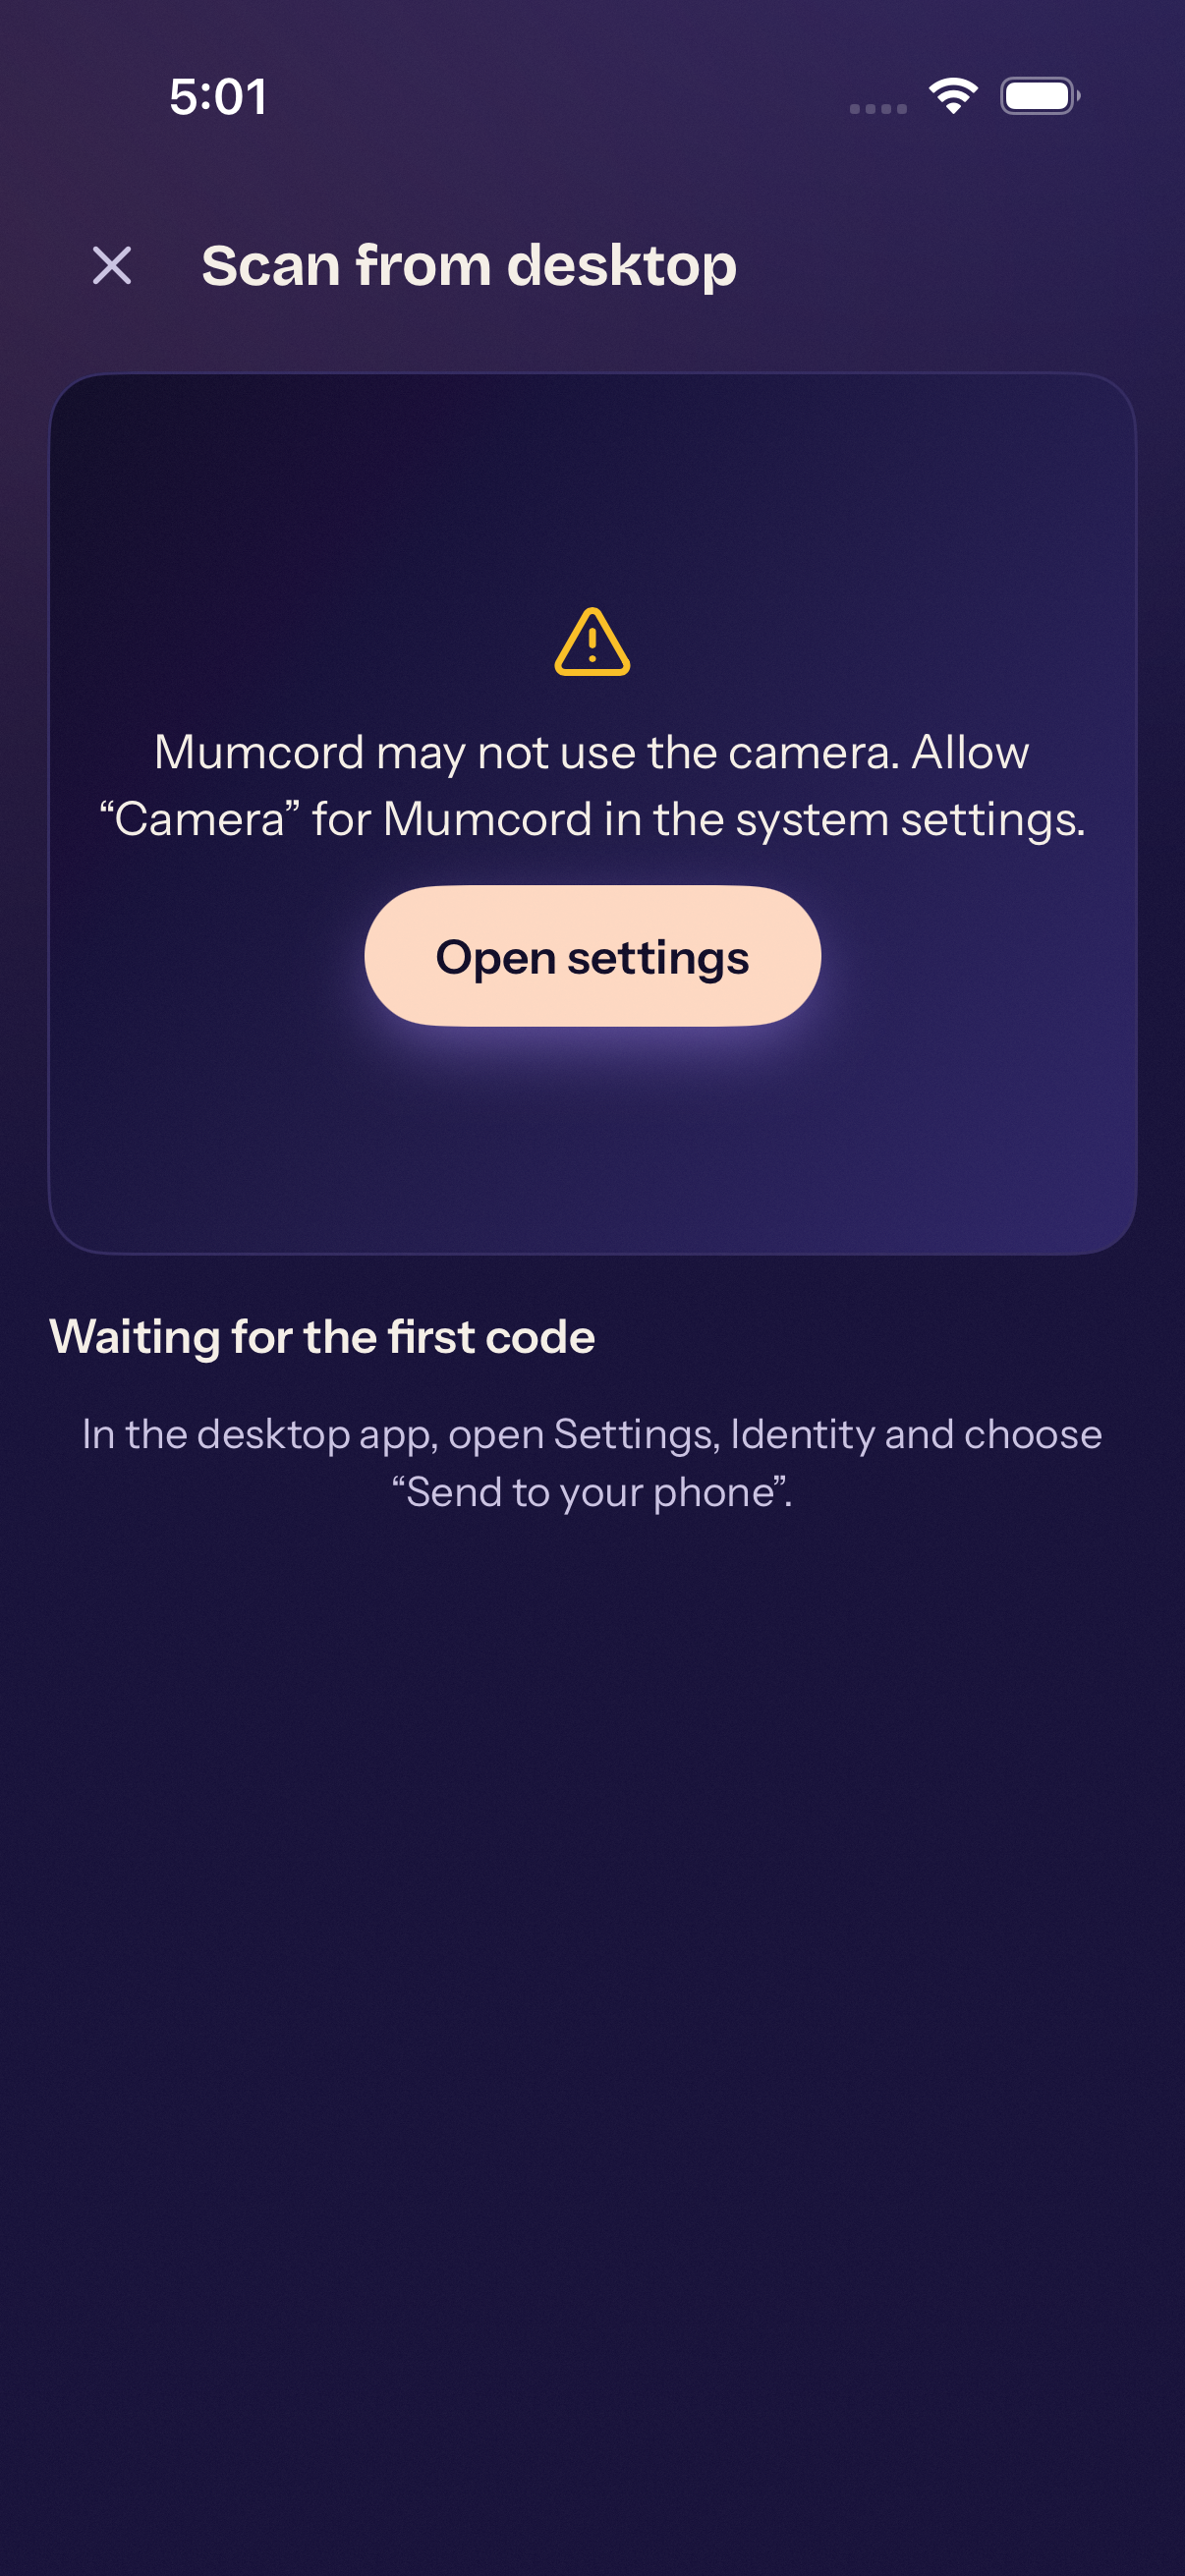 5:01
Scan from desktop
Mumcord may not use the camera. Allow
“Camera” for Mumcord in the system settings.
Open settings
Waiting for the first code
In the desktop app, open Settings, Identity and choose
“Send to your phone”.